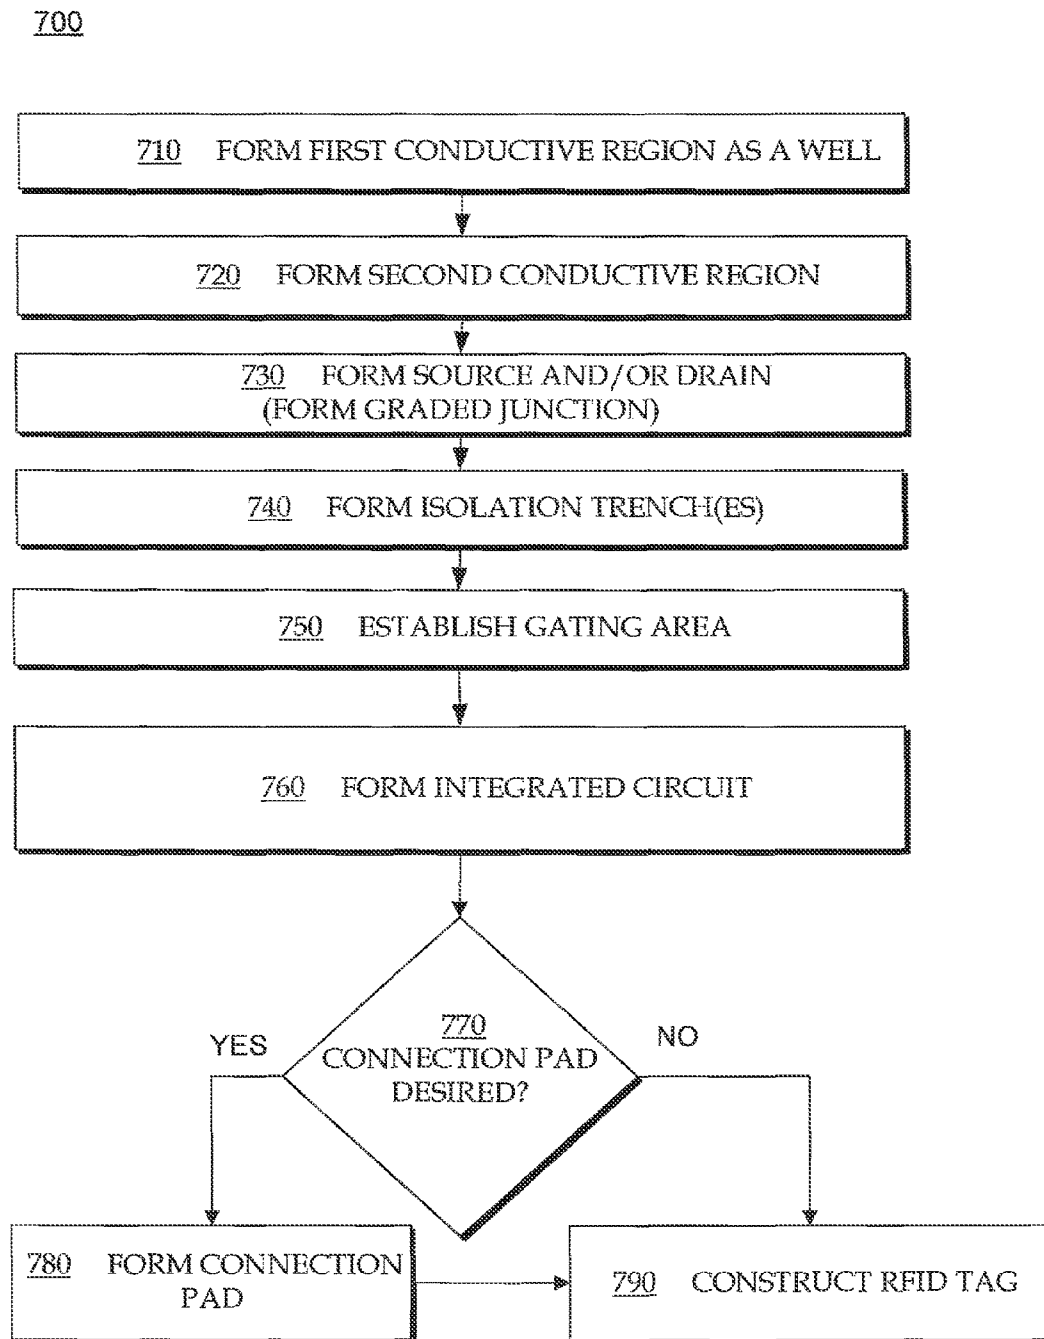 700
710 FORM FIRST CONDUCTIVE REGION AS A WELL
720 FORM SECOND CONDUCTIVE REGION
730 FORM SOURCE AND/OR DRAIN
(FORM GRADED JUNCTION)
740 FORM ISOLATION TRENCH(ES)
750 ESTABLISH GATING AREA
760 FORM INTEGRATED CIRCUIT
770
CONNECTION PAD
DESIRED?
YES
NO
780 FORM CONNECTION
PAD
790 CONSTRUCT RFID TAG